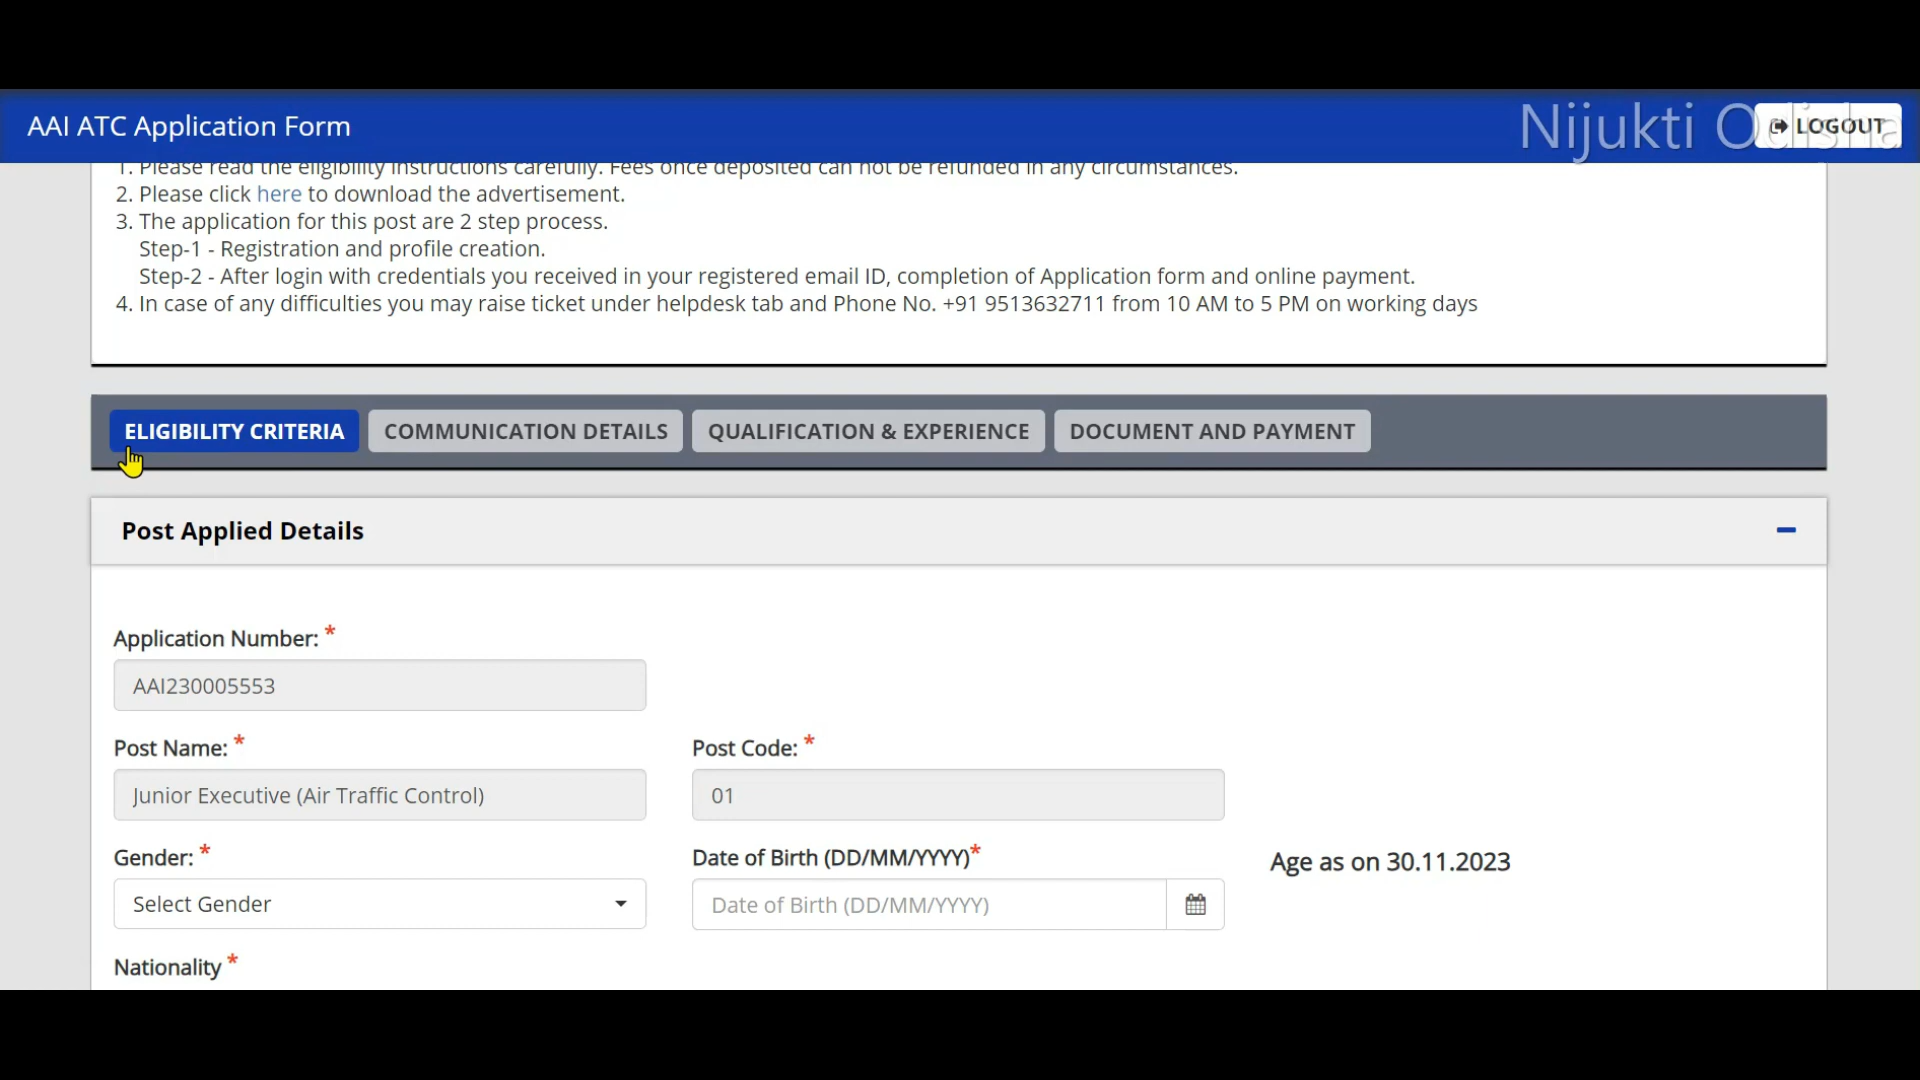 AAI ATC Application Form
Nijukti Odisha
LOGOUT
1. Please read the eligibility instructions carefully. Fees once deposited can not be refunded in any circumstances.
2. Please click here to download the advertisement.
3. The application for this post are 2 step process.
Step-1 - Registration and profile creation.
Step-2 - After login with credentials you received in your registered email ID, completion of Application form and online payment.
4. In case of any difficulties you may raise ticket under helpdesk tab and Phone No. +91 9513632711 from 10 AM to 5 PM on working days
ELIGIBILITY CRITERIA COMMUNICATION DETAILS QUALIFICATION & EXPERIENCE DOCUMENT AND PAYMENT
Post Applied Details
Application Number: *
AAI230005553
Post Name: * Post Code: *
Junior Executive (Air Traffic Control) 01
Gender: * Date of Birth (DD/MM/YYYY)* Age as on 30.11.2023
Select Gender Date of Birth (DD/MM/YYYY)
Nationality *